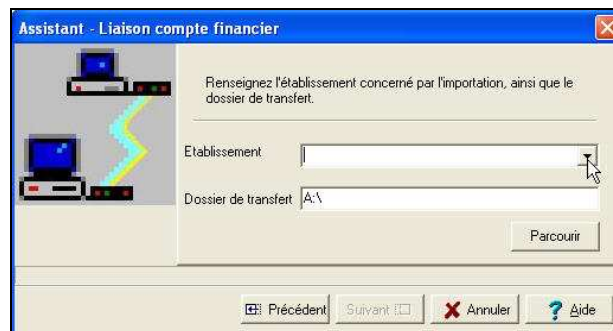 Assistant - Liaison compte financier
Renseignez l'établissement concerné par l'importation, ainsi que le
dossier de transfert.
Etablissement
Dossier de transfert A:\
Parcourir
Précédent Suivant Annuler ? Aide